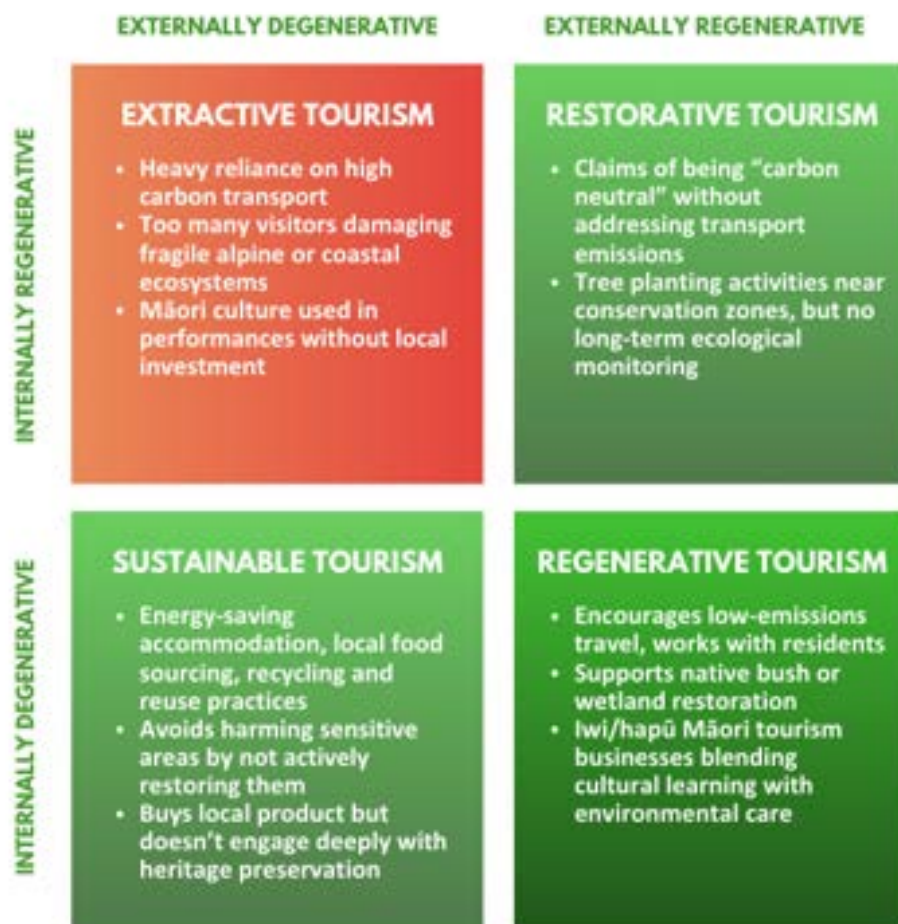 EXTERNALLY DEGENERATIVE
EXTERNALLY REGENERATIVE
INTERNALLY REGENERATIVE
EXTRACTIVE TOURISM
• Heavy reliance on high
carbon transport
• Too many visitors damaging
fragile alpine or coastal
ecosystems
• Māori culture used in
performances without local
investment
RESTORATIVE TOURISM
• Claims of being “carbon
neutral” without
addressing transport
emissions
• Tree planting activities near
conservation zones, but no
long-term ecological
monitoring
INTERNALLY DEGENERATIVE
SUSTAINABLE TOURISM
• Energy-saving
accommodation, local food
sourcing, recycling and
reuse practices
• Avoids harming sensitive
areas by not actively
restoring them
• Buys local product but
doesn’t engage deeply with
heritage preservation
REGENERATIVE TOURISM
• Encourages low-emissions
travel, works with residents
• Supports native bush or
wetland restoration
• Iwi/hapū Māori tourism
businesses blending
cultural learning with
environmental care